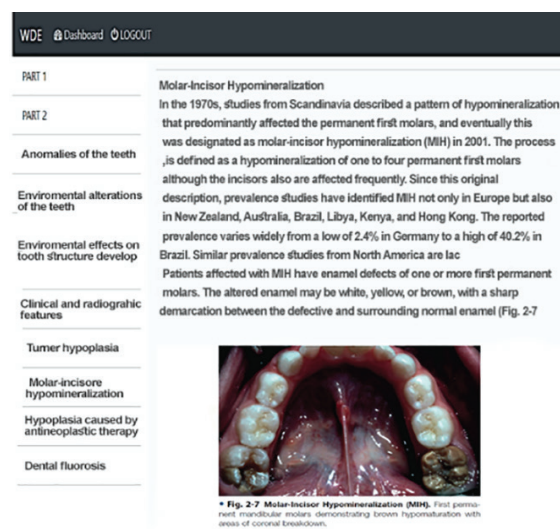 WDE Dashboard LOGOUT
PART 1
PART 2
Anomalies of the teeth
Enviromental alterations
of the teeth
Enviromental effects on
tooth structure develop
Clinical and radiograhic
features
Turner hypoplasia
Molar-incisore
hypomineralization
Hypoplasia caused by
antineoplastic therapy
Dental fluorosis
Molar-Incisor Hypomineralization
In the 1970s, studies from Scandinavia described a pattern of hypomineralization
that predominantly affected the permanent first molars, and eventually this
was designated as molar-incisor hypomineralization (MIH) in 2001. The process
,is defined as a hypomineralization of one to four permanent first molars
although the incisors also are affected frequently. Since this original
description, prevalence studies have identified MIH not only in Europe but also
in New Zealand, Australia, Brazil, Libya, Kenya, and Hong Kong. The reported
prevalence varies widely from a low of 2.4% in Germany to a high of 40.2% in
Brazil. Similar prevalence studies from North America are lac
Patients affected with MIH have enamel defects of one or more first permanent
molars. The altered enamel may be white, yellow, or brown, with a sharp
demarcation between the defective and surrounding normal enamel (Fig. 2-7
• Fig. 2-7 Molar-Incisor Hypomineralization (MIH). First perma-
nent mandibular molars demonstrating brown hypomaturation with
areas of coronal breakdown.